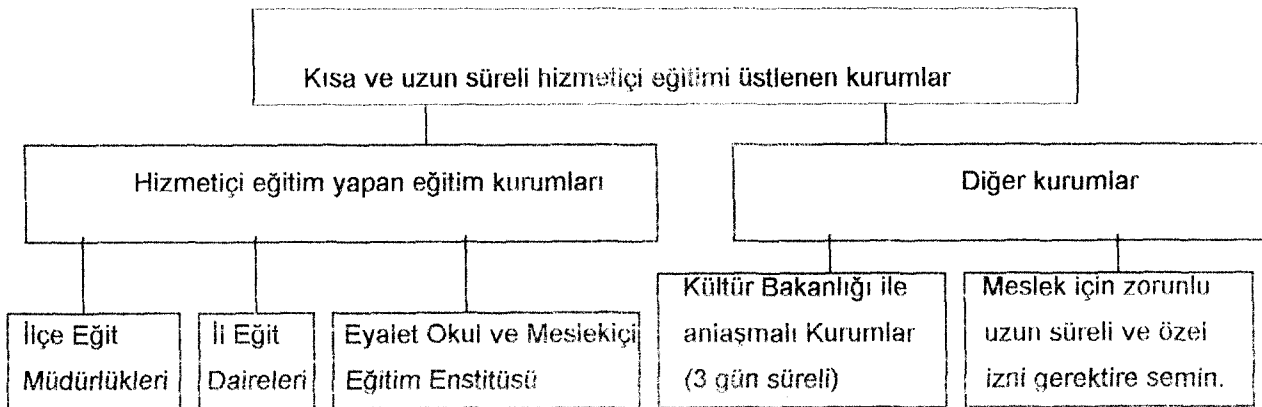 Kısa ve uzun süreli hizmetiçi eğitimi üstlenen kurumlar
Hizmetiçi eğitim yapan eğitim kurumları
Diğer kurumlar
İlçe Eğit
Müdürlükleri
İl Eğit
Daireleri
Eyalet Okul ve Meslekiçi
Eğitim Enstitüsü
Kültür Bakanlığı ile
anlaşmalı Kurumlar
(3 gün süreli)
Meslek için zorunlu
uzun süreli ve özel
izni gerektire semin.